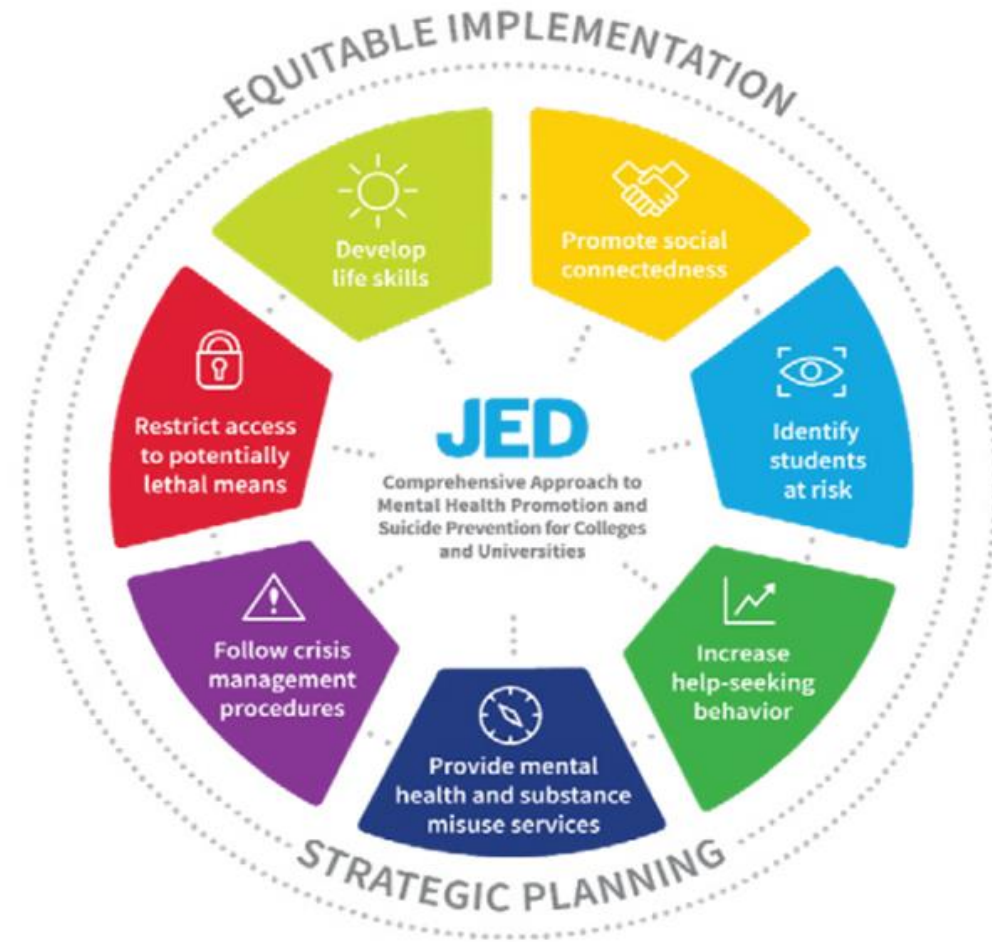 EQUITABLE IMPLEMENTATION
Develop
life skills
Promote social
connectedness
Restrict access
to potentially
lethal means
JED
Comprehensive Approach to
Mental Health Promotion and
Suicide Prevention for Colleges
and Universities
Identify
students
at risk
Follow crisis
management
procedures
Increase
help-seeking
behavior
Provide mental
health and substance
misuse services
STRATEGIC PLANNING